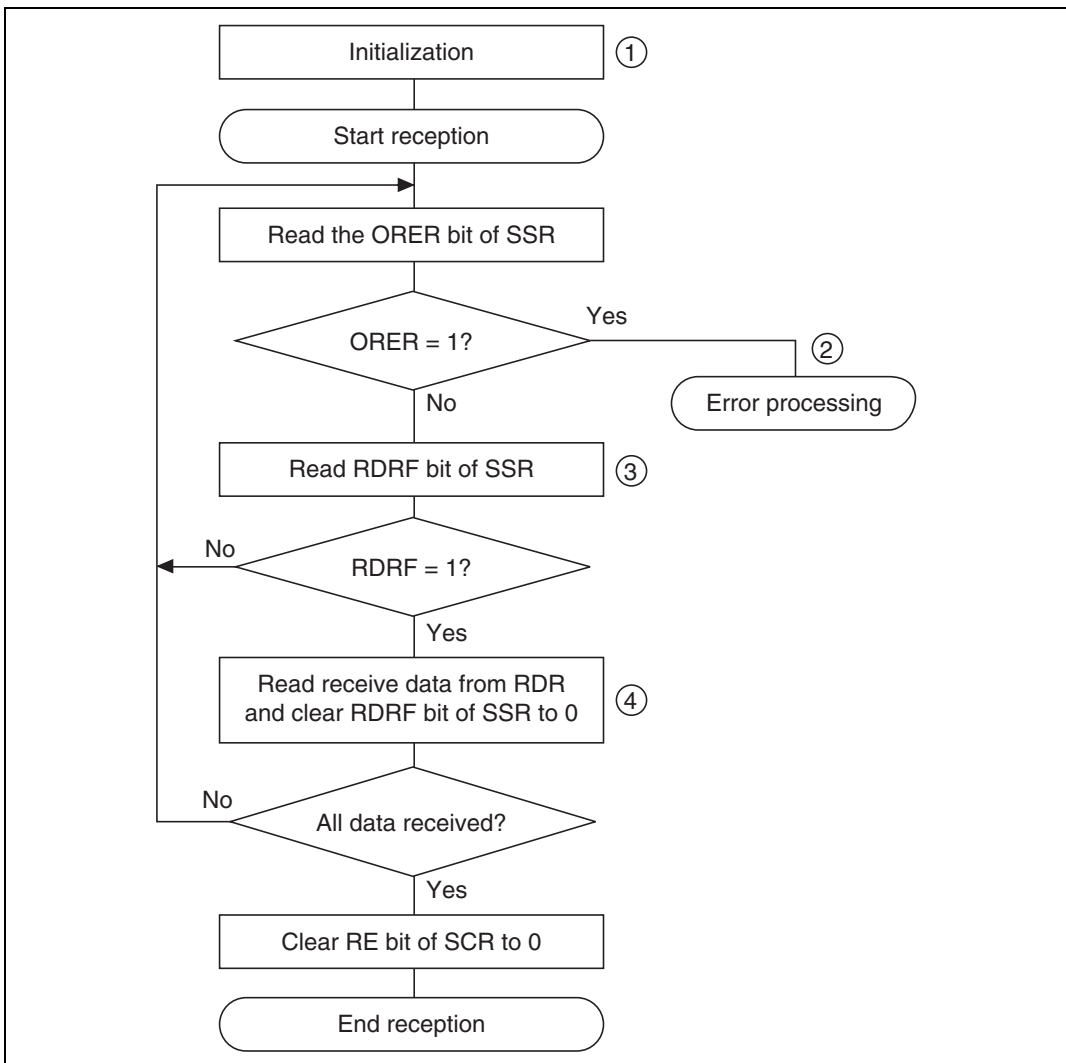 Initialization
①
Start reception
Read the ORER bit of SSR
ORER = 1?
Yes
②
Error processing
No
Read RDRF bit of SSR
③
No
RDRF = 1?
Yes
Read receive data from RDR
and clear RDRF bit of SSR to 0
④
No
All data received?
Yes
Clear RE bit of SCR to 0
End reception